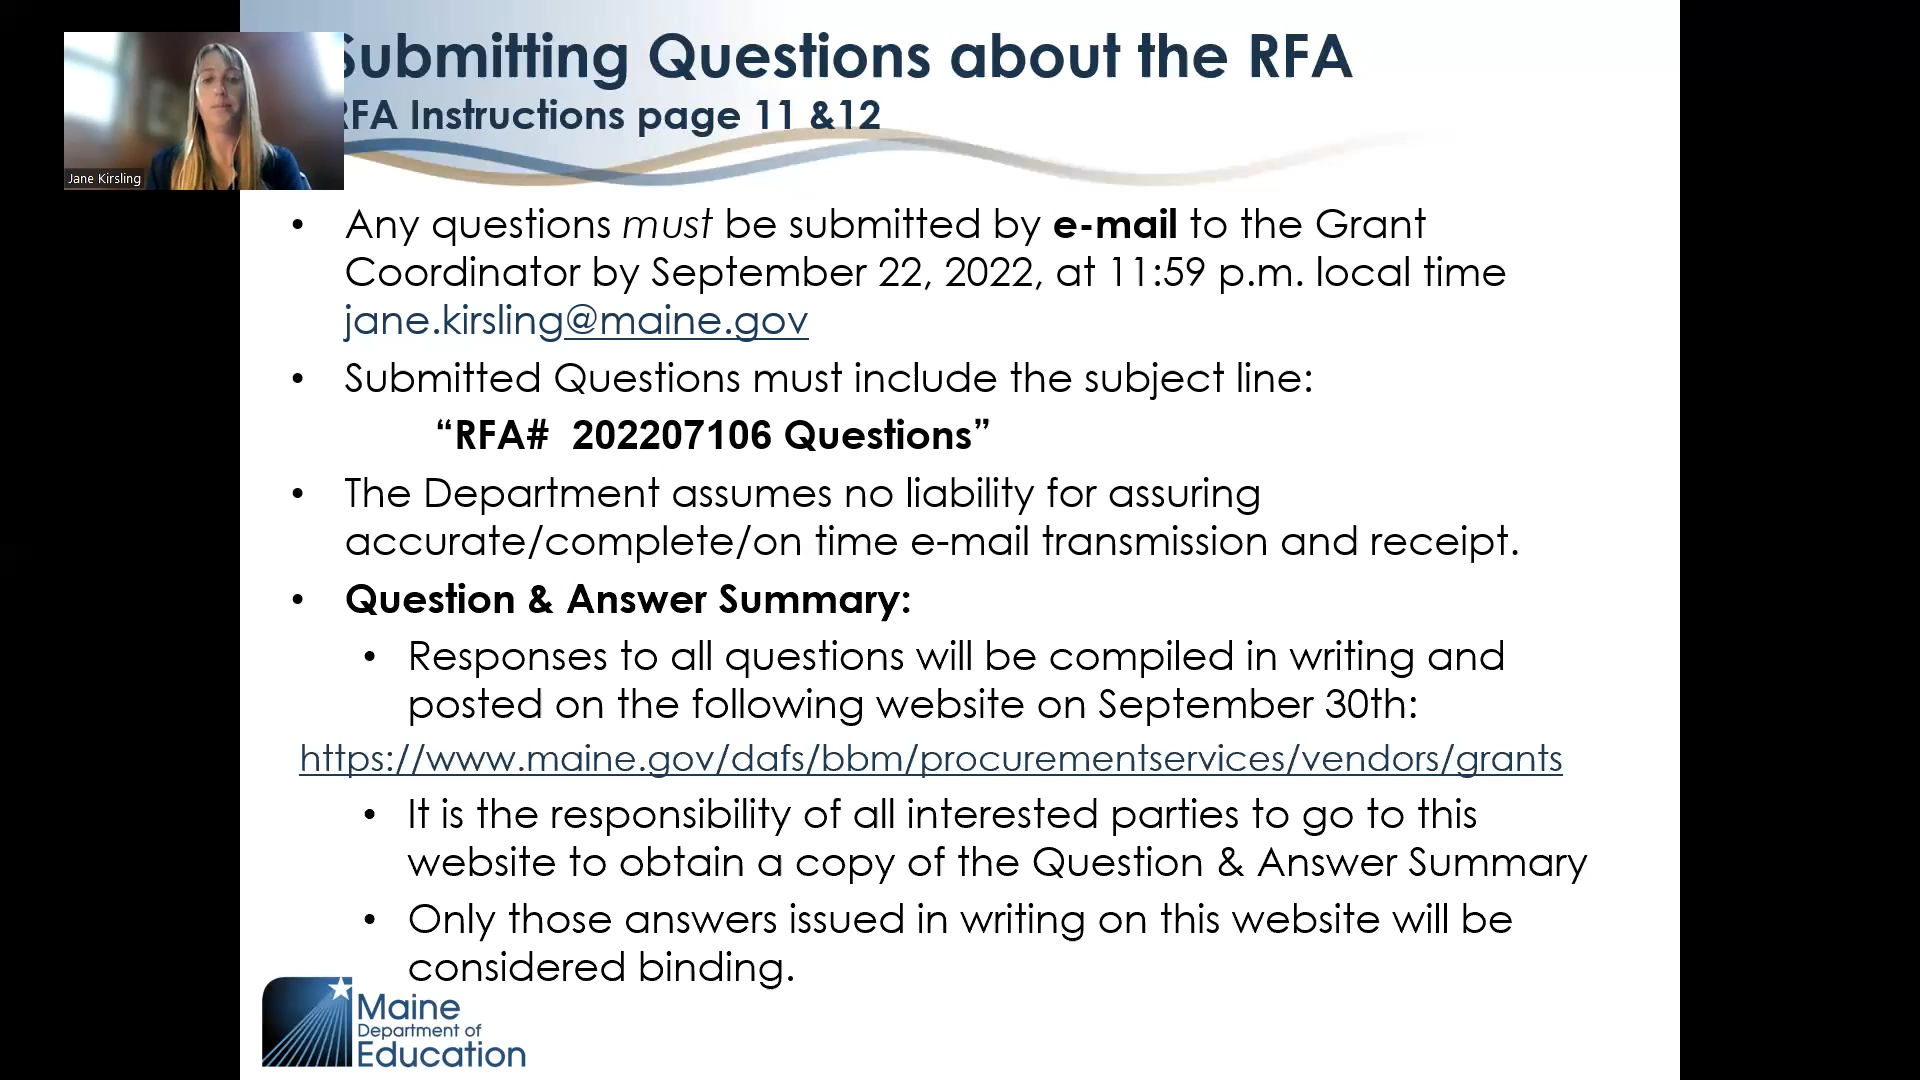 Submitting Questions about the RFA
RFA Instructions page 11 &12
Jane Kirsling
• Any questions must be submitted by e-mail to the Grant
Coordinator by September 22, 2022, at 11:59 p.m. local time
jane.kirsling@maine.gov
• Submitted Questions must include the subject line:
“RFA# 202207106 Questions”
• The Department assumes no liability for assuring
accurate/complete/on time e-mail transmission and receipt.
• Question & Answer Summary:
• Responses to all questions will be compiled in writing and
posted on the following website on September 30th:
https://www.maine.gov/dafs/bbm/procurementservices/vendors/grants
• It is the responsibility of all interested parties to go to this
website to obtain a copy of the Question & Answer Summary
• Only those answers issued in writing on this website will be
considered binding.
Maine
Department of
Education